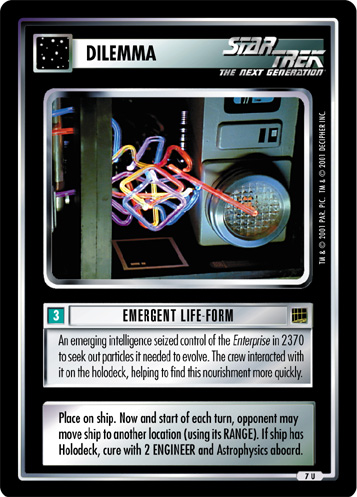 DILEMMA
STAR TREK
THE NEXT GENERATION
TM & © 2001 PAR. PIC. TM & © 2001 DECIPHER INC.
3
EMERGENT LIFE-FORM
An emerging intelligence seized control of the Enterprise in 2370
to seek out particles it needed to evolve. The crew interacted with
it on the holodeck, helping to find this nourishment more quickly.
Place on ship. Now and start of each turn, opponent may
move ship to another location (using its RANGE). If ship has
Holodeck, cure with 2 ENGINEER and Astrophysics aboard.
7 U